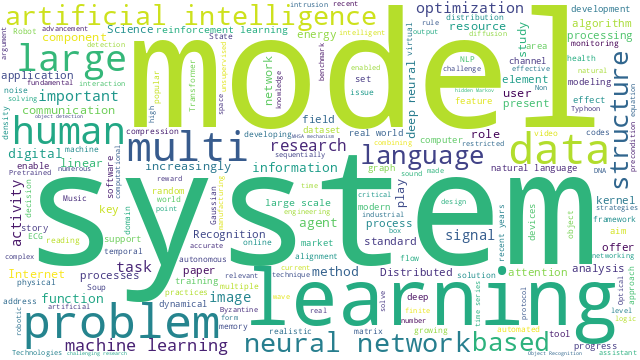 artificial intelligence
Robot
advancement
intrusion
recent
optimization
development
distribution
algorithm
rule
intelligent
output
diffusion
Science
reinforcement learning
State
resource
processing
argument
component
detection
energy
study
area
monitoring
large
model
NLP
health
challenge
natural
application
fundamental
interaction
network
knowledge
Transformer
space
benchmark
enabled
popular
set
issue
high
channel
effective
element
modeling
hidden Markov
Non
noise
solving
important
communication
density
object detection
compression
developing
MHSA mechanism
sequentially
field
dataset
real world
combining
deep neural
virtual
user
present
feature
effect
Typhoon
video
computer
restricted
codes
DNA
structure
precondition
equation
human
multi
research
role
language
data
digital
linear
machine
numerous
enable
Pretrained
software
computational
increasingly
information
graph
natural language
activity
decision
story
ECG
reading
key
support
temporal
domain
reward
random
world
point
Gaussian
large scale
engineering
time
agent
play
critical
modern
industrial
process
box
sound
made
design
signal
recent years
devices
object
kernel
strategies
framework
aim
offer
networking
system
Music
Recognition
autonomous
accurate
online
market
alignment
standard
flow
Internet
physical
complex
task
processes
Soup
paper
training
practices
relevant
technique
current
method
Distributed
solution
time series
attention
analysis
protocol
Optical
approach
level
logic
address
robotic
function
dynamical
image
multiple
Byzantine
form
memory
wave
real
realistic
matrix
solve
deep
finite
number
growing
learning
problem
machine learning
neural network
based
automated
tool
progress
assistant
Technologies
challenging research
Object Recognition